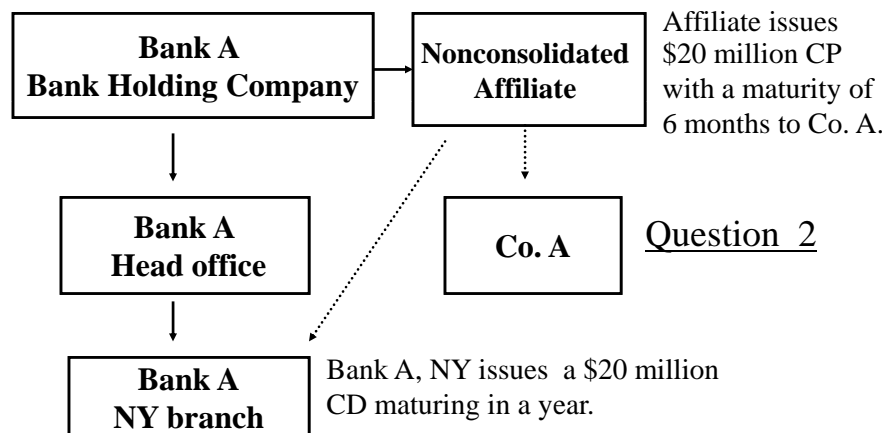 Bank A
Bank Holding Company
Nonconsolidated
Affiliate
Affiliate issues
$20 million CP
with a maturity of
6 months to Co. A.
Bank A
Head office
Co. A
Question 2
Bank A
NY branch
Bank A, NY issues a $20 million
CD maturing in a year.